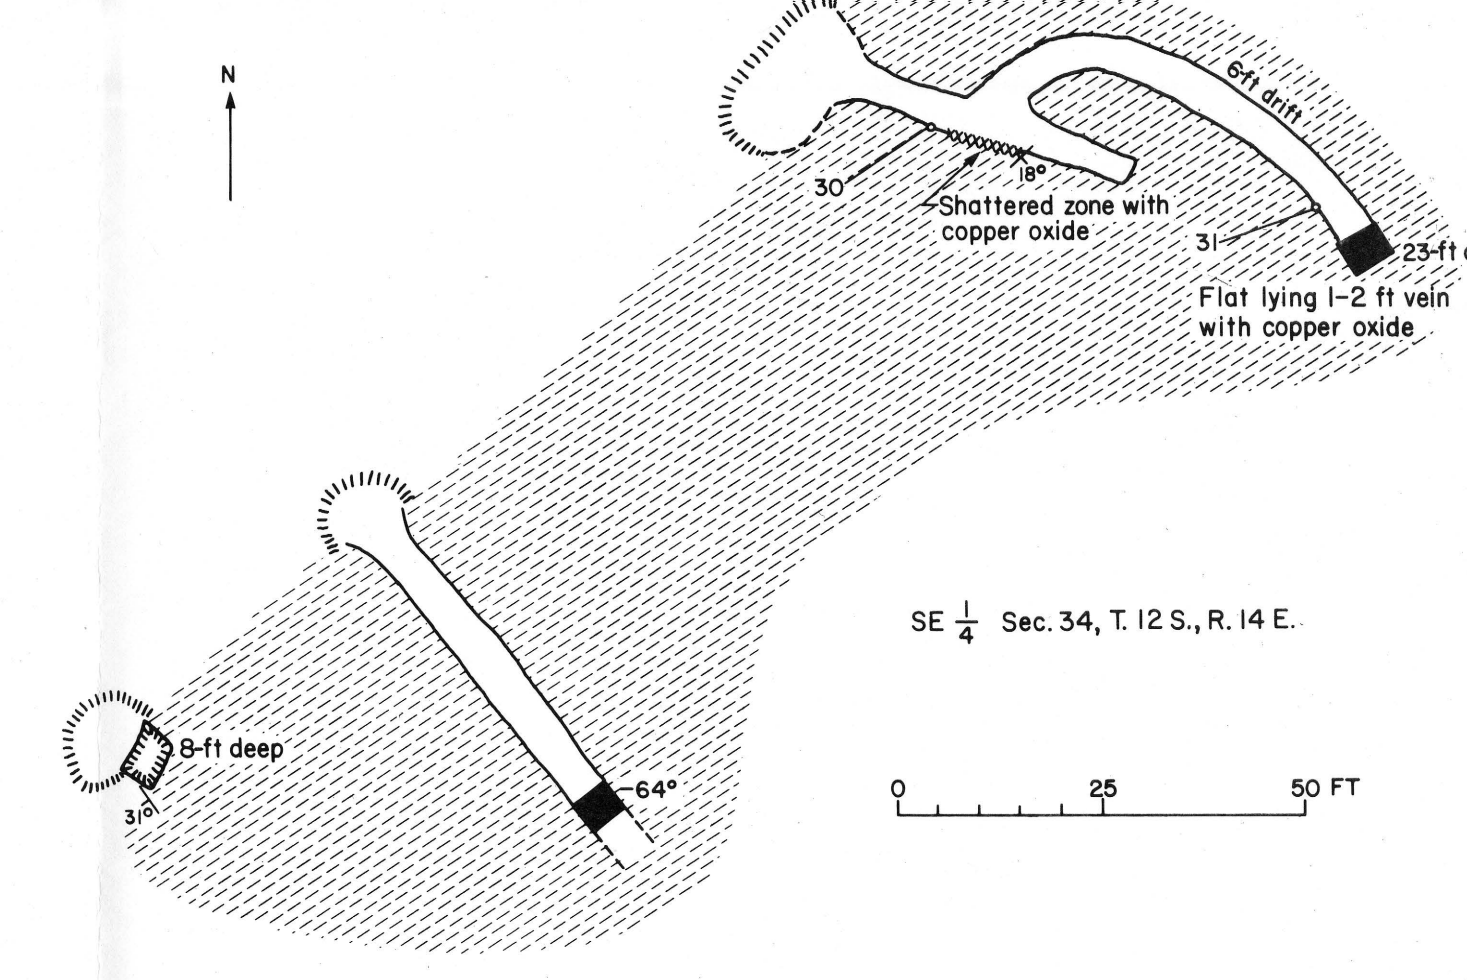 N
6-ft drift
30
18°
Shattered zone with
copper oxide
31
23-ft
Flat lying 1-2 ft vein
with copper oxide
SE 1/4 Sec. 34, T. 12 S., R. 14 E.
8-ft deep
31°
-64°
0 25 50 FT